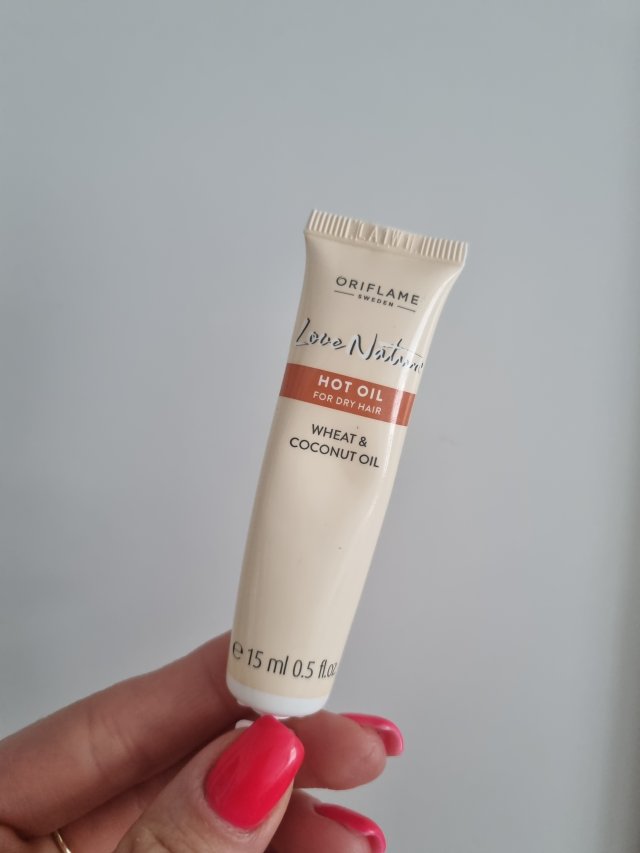 ORIFLAME
SWEDEN
Love Nature
HOT OIL
FOR DRY HAIR
WHEAT &
COCONUT OIL
e 15 ml 0.5 fl.oz.